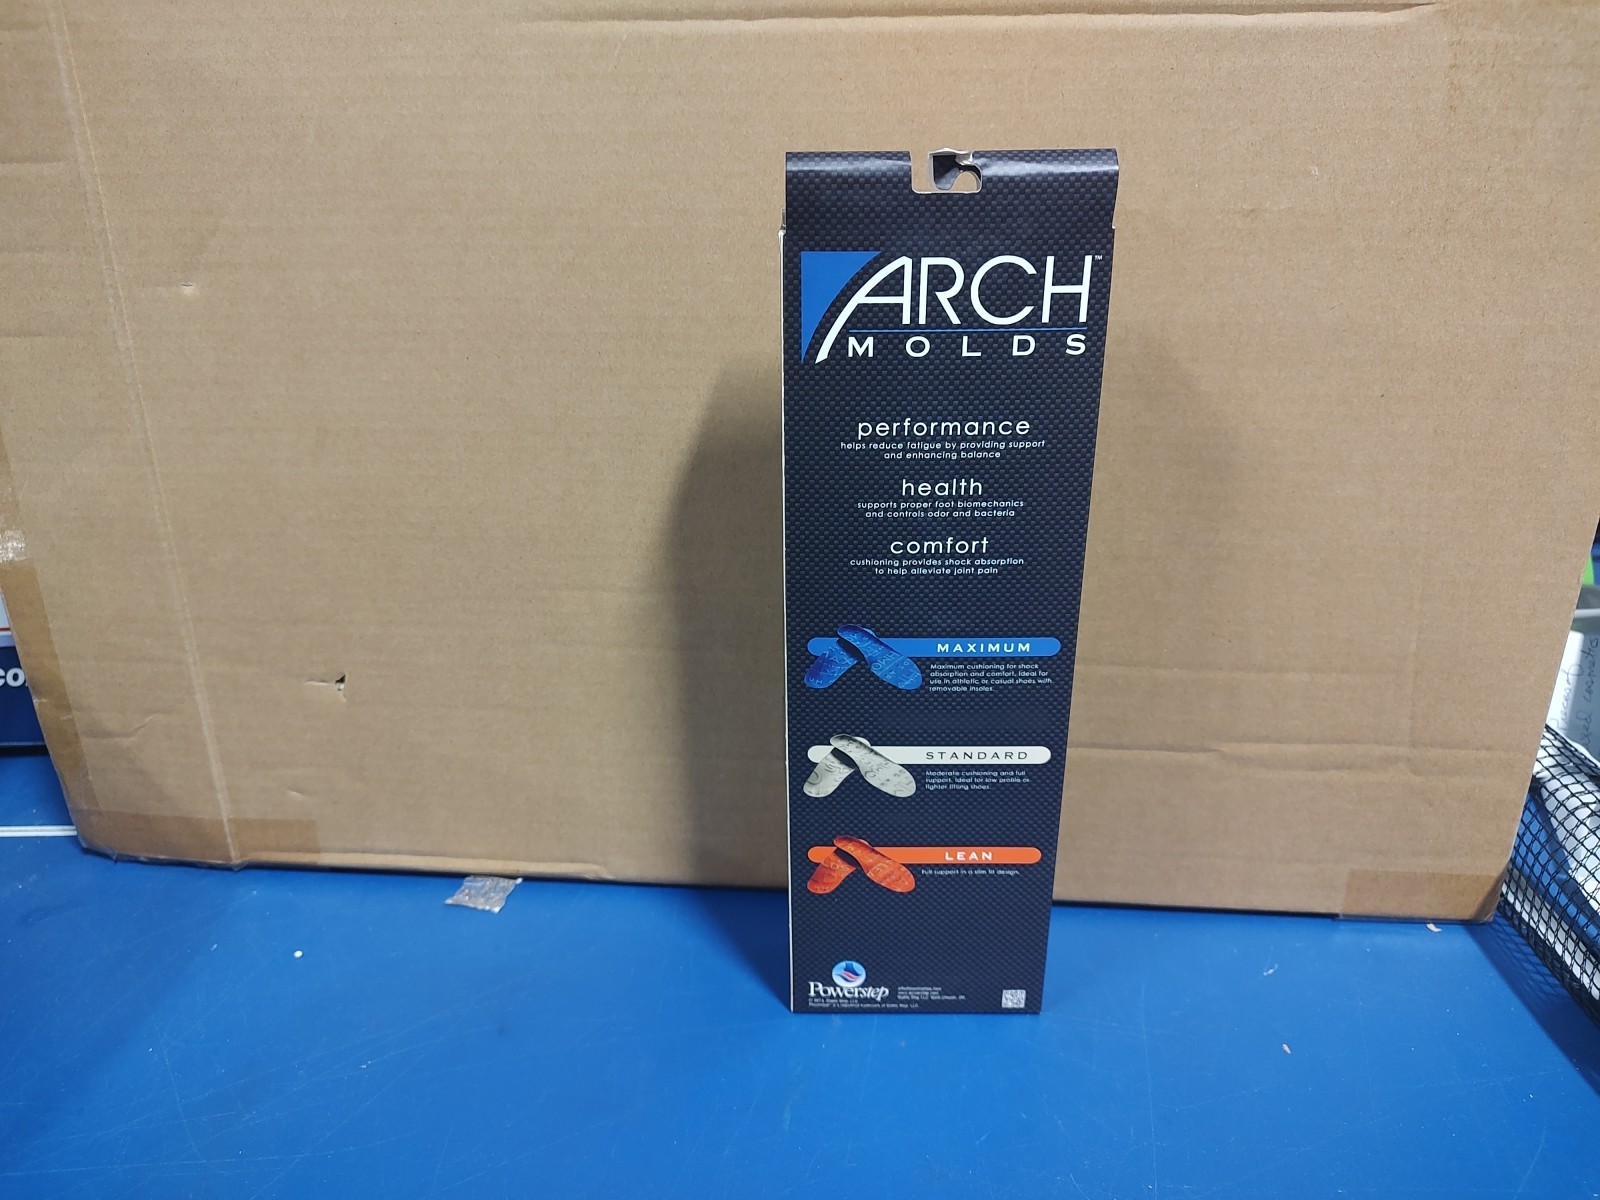 ARCH™
MOLDS
performance
helps reduce fatigue by providing support
and enhancing balance
health
supports proper foot biomechanics
and controls odor and bacteria
comfort
cushioning provides shock absorption
to help alleviate joint pain
MAXIMUM
Maximum cushioning for shock
absorption and comfort. Ideal for
use in athletic or casual shoes with
removable insoles.
STANDARD
Moderate cushioning and full
support. Ideal for low profile or
tighter fitting shoes.
LEAN
Full support in a slim fit design.
Powerstep